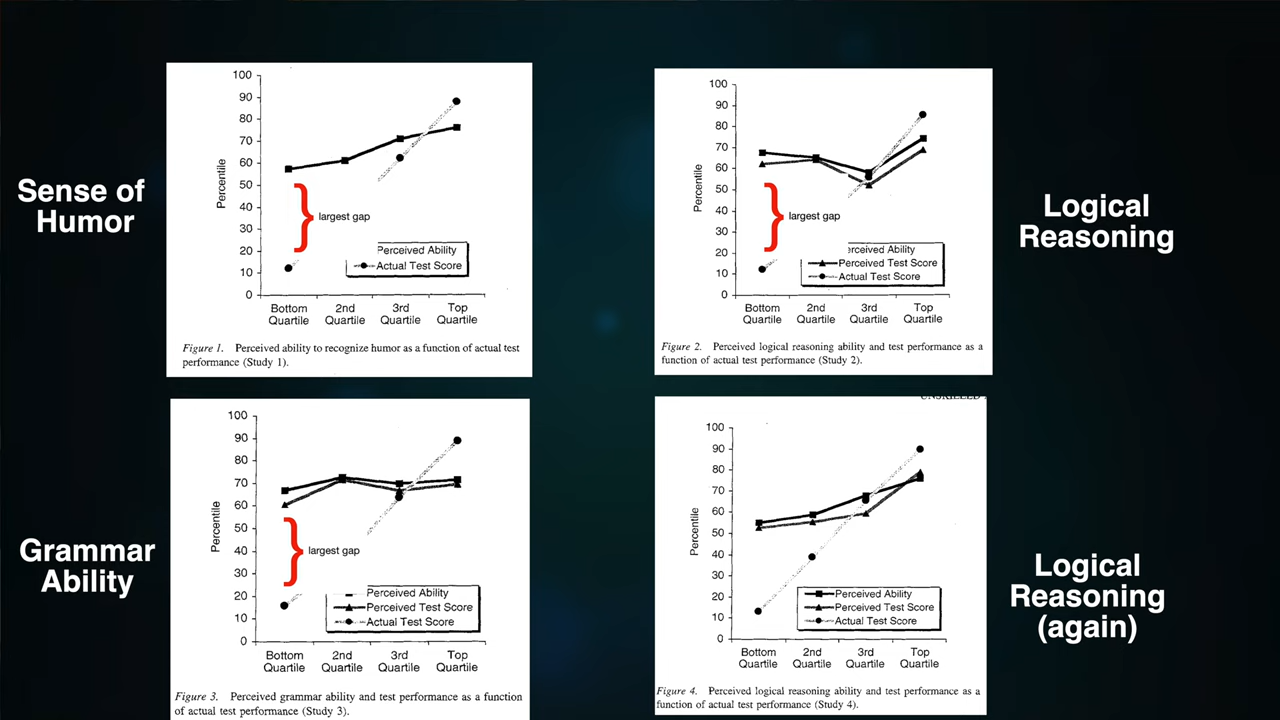 Sense of
Humor
100
90
80
70
60
50
40
30
20
10
0
Percentile
largest gap
Perceived Ability
Actual Test Score
Bottom
Quartile
2nd
Quartile
3rd
Quartile
Top
Quartile
Figure 1. Perceived ability to recognize humor as a function of actual test
performance (Study 1).
Logical
Reasoning
100
90
80
70
60
50
40
30
20
10
0
Percentile
largest gap
Perceived Ability
Perceived Test Score
Actual Test Score
Bottom
Quartile
2nd
Quartile
3rd
Quartile
Top
Quartile
Figure 2. Perceived logical reasoning ability and test performance as a
function of actual test performance (Study 2).
Grammar
Ability
100
90
80
70
60
50
40
30
20
10
0
Percentile
largest gap
Perceived Ability
Perceived Test Score
Actual Test Score
Bottom
Quartile
2nd
Quartile
3rd
Quartile
Top
Quartile
Figure 3. Perceived grammar ability and test performance as a function
of actual test performance (Study 3).
Logical
Reasoning
(again)
UNSKILLED
100
90
80
70
60
50
40
30
20
10
0
Percentile
Perceived Ability
Perceived Test Score
Actual Test Score
Bottom
Quartile
2nd
Quartile
3rd
Quartile
Top
Quartile
Figure 4. Perceived logical reasoning ability and test performance as a
function of actual test performance (Study 4).